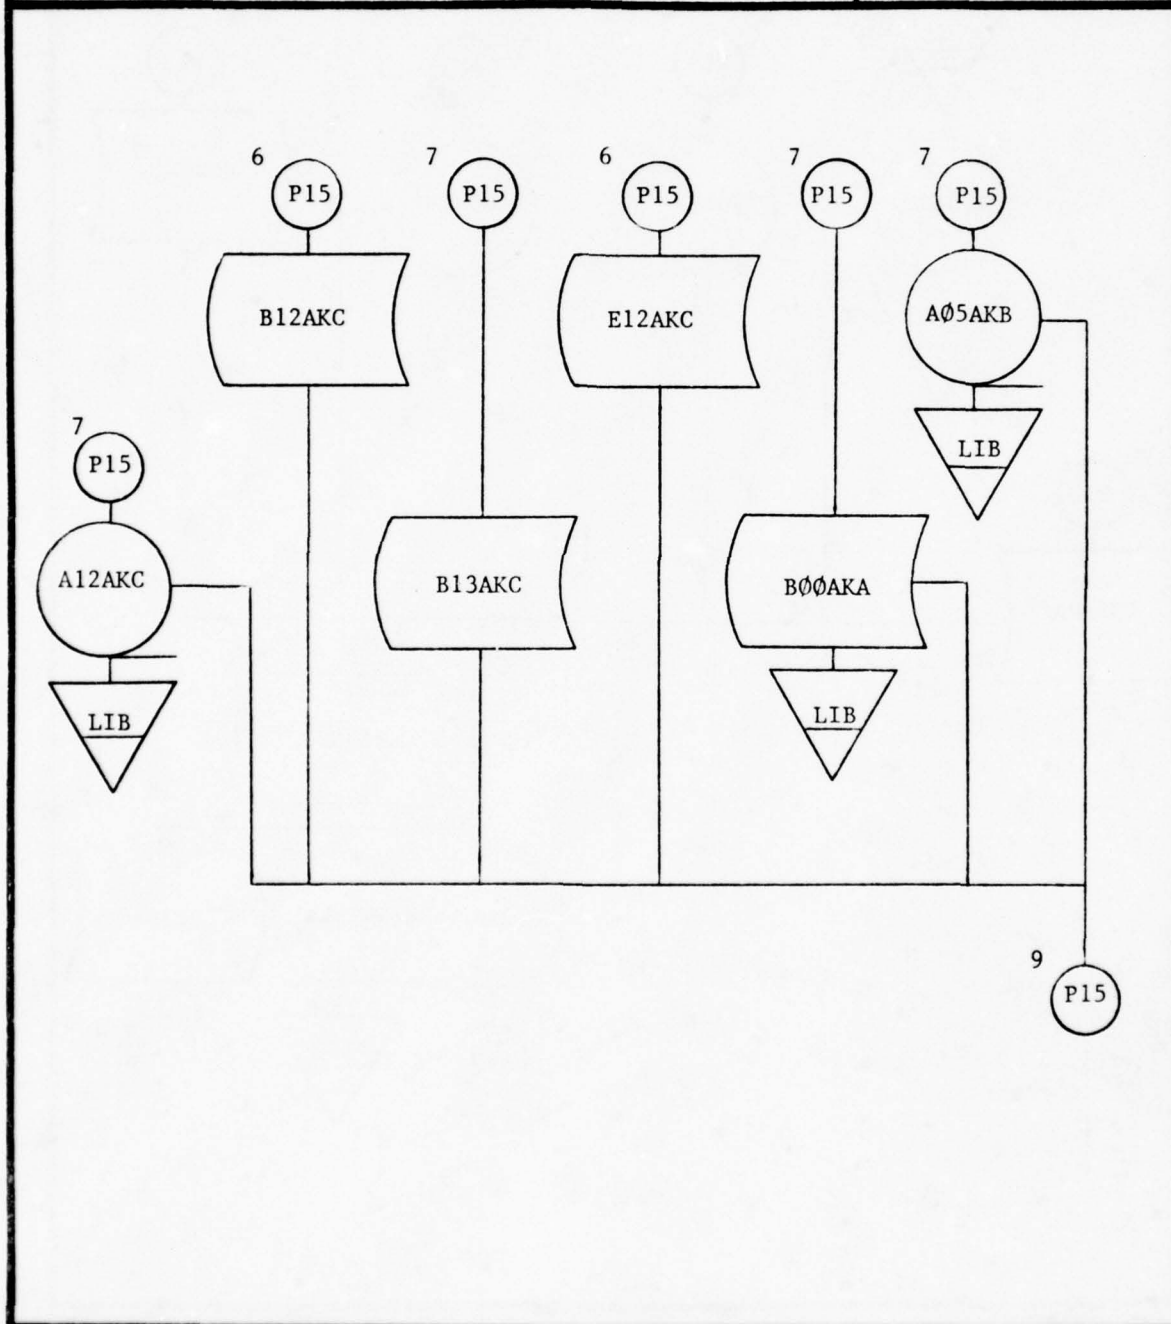 6 7 6 7 7
P15 P15 P15 P15 P15
B12AKC E12AKC AØ5AKB
7
P15
LIB
A12AKC B13AKC BØØAKA
LIB LIB
9
P15